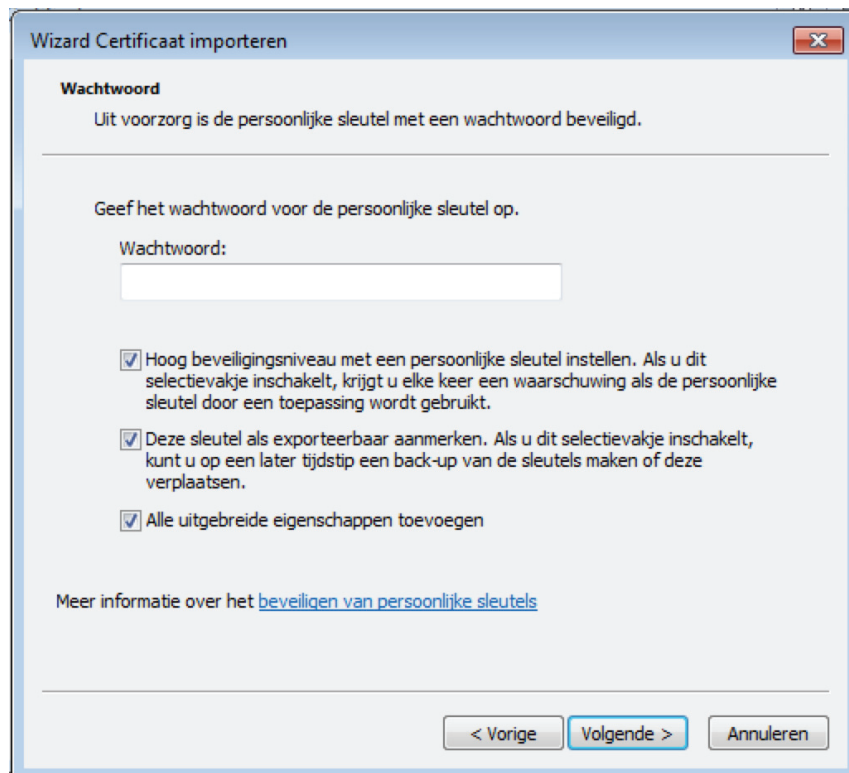 Wizard Certificaat importeren
Wachtwoord
Uit voorzorg is de persoonlijke sleutel met een wachtwoord beveiligd.
Geef het wachtwoord voor de persoonlijke sleutel op.
Wachtwoord:
Hoog beveiligingsniveau met een persoonlijke sleutel instellen. Als u dit
selectievakje inschakelt, krijgt u elke keer een waarschuwing als de persoonlijke
sleutel door een toepassing wordt gebruikt.
Deze sleutel als exporteerbaar aanmerken. Als u dit selectievakje inschakelt,
kunt u op een later tijdstip een back-up van de sleutels maken of deze
verplaatsen.
Alle uitgebreide eigenschappen toevoegen
Meer informatie over het beveiligen van persoonlijke sleutels
< Vorige
Volgende >
Annuleren